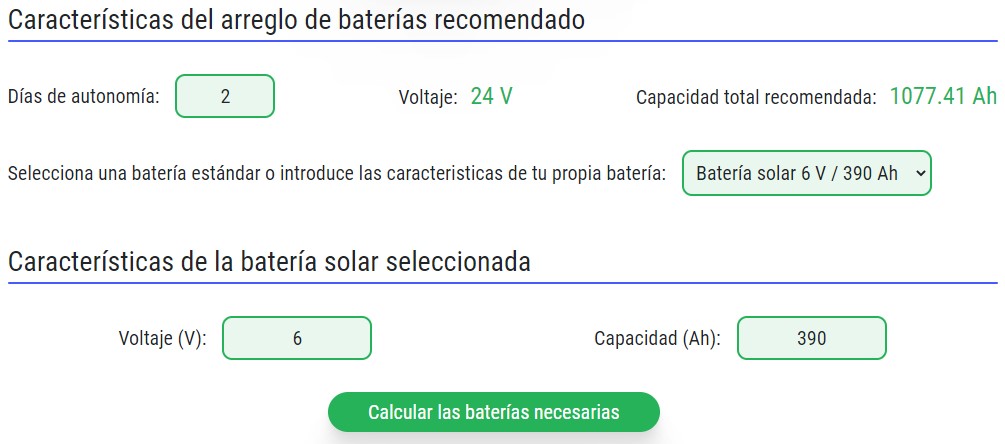 Características del arreglo de baterías recomendado
Días de autonomía: 2 Voltaje: 24 V Capacidad total recomendada: 1077.41 Ah
Selecciona una batería estándar o introduce las caracteristicas de tu propia batería: Batería solar 6 V / 390 Ah
Características de la batería solar seleccionada
Voltaje (V): 6 Capacidad (Ah): 390
Calcular las baterías necesarias